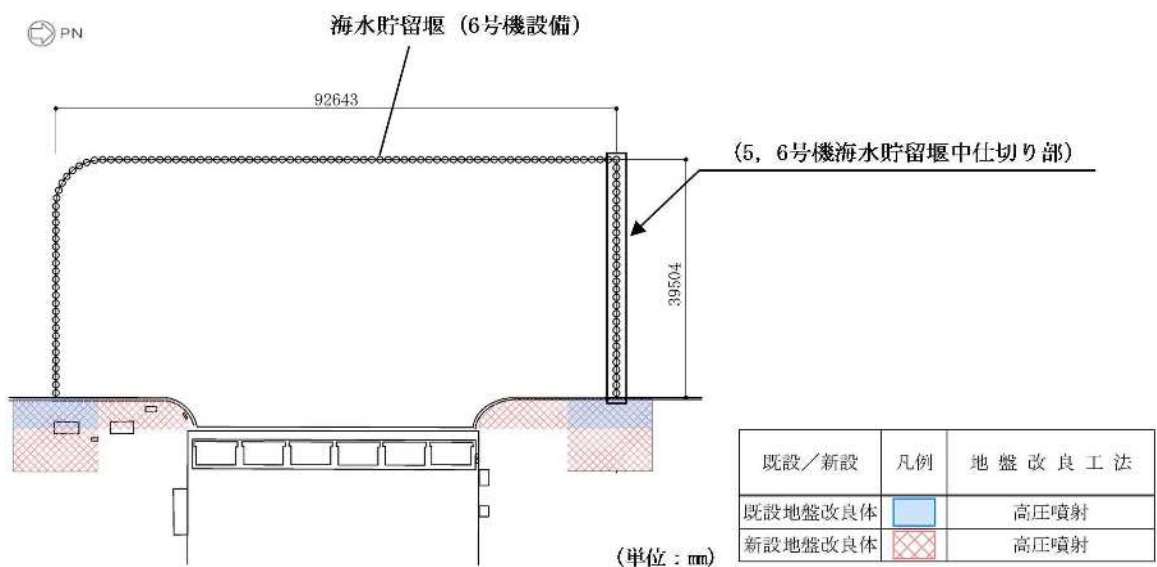 海水貯留堰 (6号機設備)
PN
92643
(5, 6号機海水貯留堰中仕切り部)
39504
既設／新設 凡例 地盤改良工法
既設地盤改良体 高圧噴射
新設地盤改良体 高圧噴射
(単位：mm)